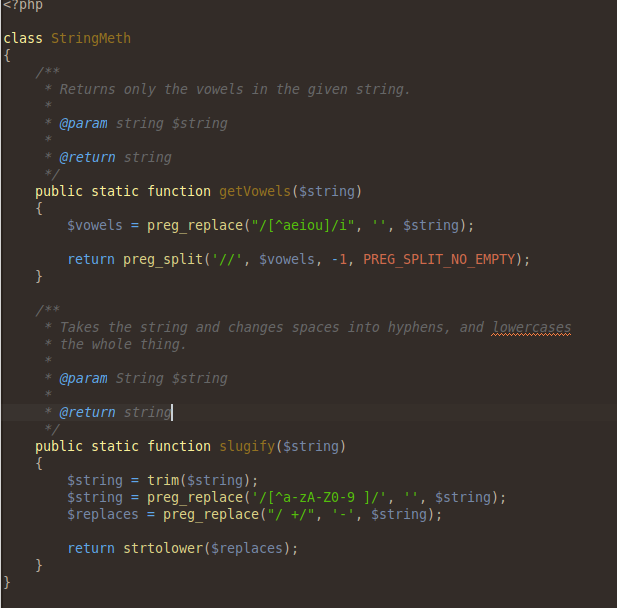 <?php
class StringMeth
{
    /**
     * Returns only the vowels in the given string.
     *
     * @param string $string
     *
     * @return string
     */
    public static function getVowels($string)
    {
        $vowels = preg_replace("/[^aeiou]/i", '', $string);
        return preg_split('//', $vowels, -1, PREG_SPLIT_NO_EMPTY);
    }
    /**
     * Takes the string and changes spaces into hyphens, and lowercases
     * the whole thing.
     *
     * @param String $string
     *
     * @return string
     */
    public static function slugify($string)
    {
        $string = trim($string);
        $string = preg_replace('/[^a-zA-Z0-9 ]/', '', $string);
        $replaces = preg_replace("/ +/", '-', $string);
        return strtolower($replaces);
    }
}